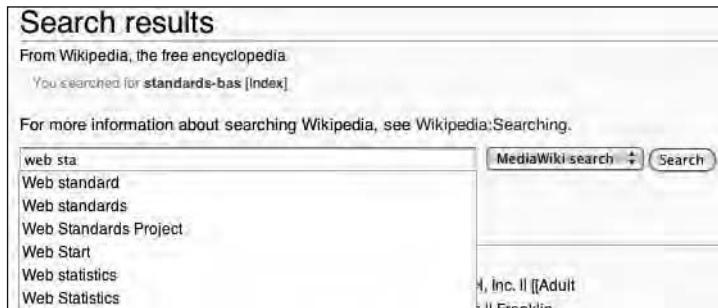 Search results
From Wikipedia, the free encyclopedia
You searched for standards-bas [Index]
For more information about searching Wikipedia, see Wikipedia:Searching.
web sta MediaWiki search Search
Web standard
Web standards
Web Standards Project
Web Start
Web statistics
Web Statistics
Inc. II [[Adult
Franklin